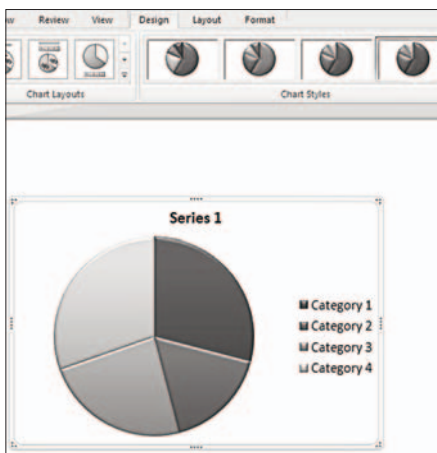 Review View Design Layout Format
Chart Layouts Chart Styles
Series 1
Category 1
Category 2
Category 3
Category 4